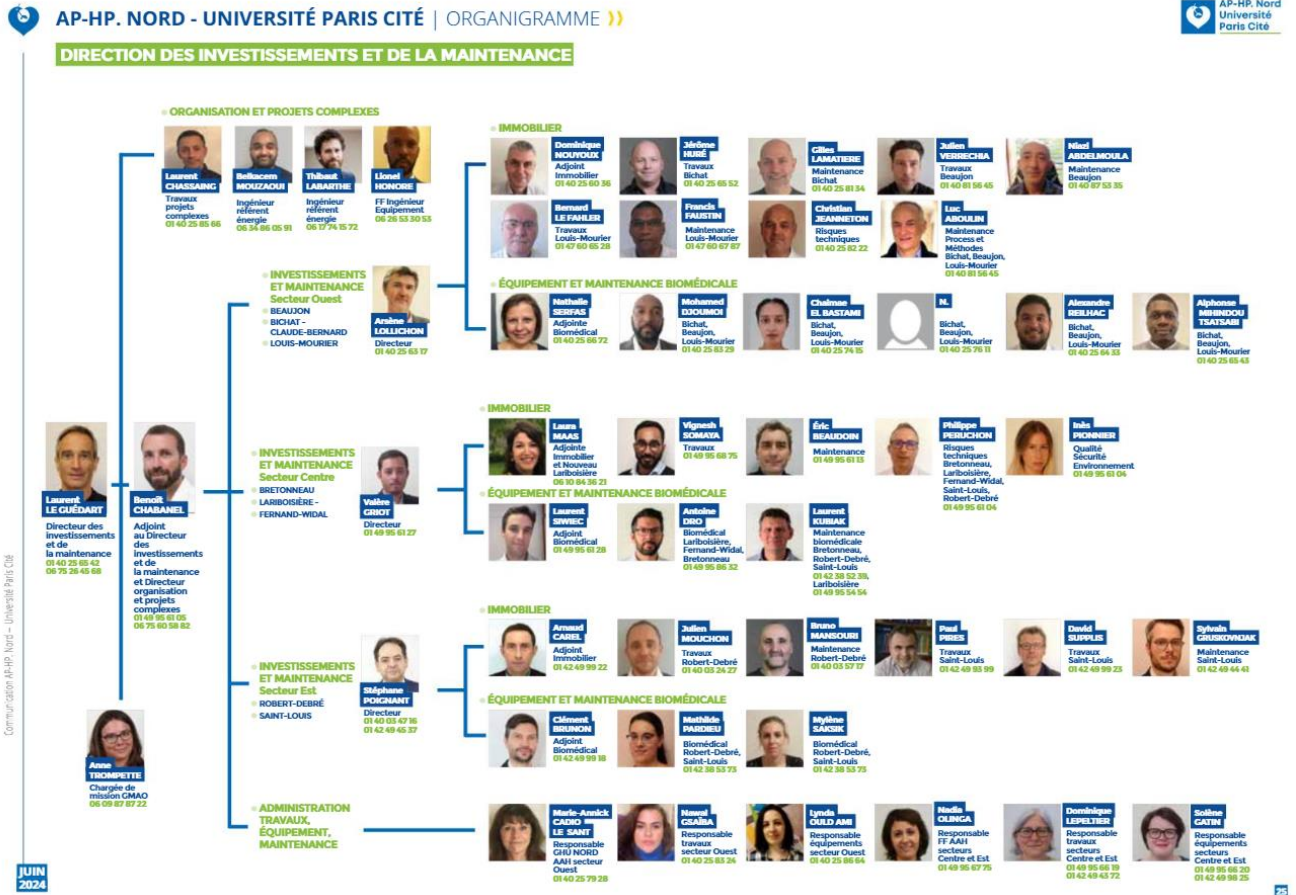 AP-HP. NORD - UNIVERSITÉ PARIS CITÉ | ORGANIGRAMME
AP-HP. Nord
Université
Paris Cité
DIRECTION DES INVESTISSEMENTS ET DE LA MAINTENANCE
ORGANISATION ET PROJETS COMPLEXES
Laurent
CHASSAING
Travaux
projets
complexes
01 40 25 85 66
Belkacem
MOUZAOUI
Ingénieur
référent
énergie
06 34 86 05 91
Thibaut
LABARTHE
Ingénieur
référent
énergie
06 17 74 15 72
Lionel
HONORE
FF Ingénieur
Equipement
06 26 53 30 53
INVESTISSEMENTS
ET MAINTENANCE
Secteur Ouest
BEAUJON
BICHAT -
CLAUDE-BERNARD
LOUIS-MOURIER
Arsène
LOLLICHON
Directeur
01 40 25 63 17
IMMOBILIER
Dominique
NOUYOUX
Adjoint
Immobilier
01 40 25 60 36
Jérôme
HURÉ
Travaux
Bichat
01 40 25 65 52
Gilles
LAMATIERE
Maintenance
Bichat
01 40 25 81 34
Julien
VERRECHIA
Travaux
Beaujon
01 40 81 56 45
Niazi
ABDELMOULA
Maintenance
Beaujon
01 40 87 53 35
Bernard
LE FAHLER
Travaux
Louis-Mourier
01 47 60 65 28
Francis
FAUSTIN
Maintenance
Louis-Mourier
01 47 60 67 87
Christian
JEANNETON
Risques
techniques
01 40 25 82 22
Luc
ABOULIN
Maintenance
Process et
Méthodes
Bichat, Beaujon,
Louis-Mourier
01 40 81 56 45
ÉQUIPEMENT ET MAINTENANCE BIOMÉDICALE
Nathalie
SERFAS
Adjointe
Biomédical
01 40 25 66 72
Mohamed
DJOUMOI
Bichat,
Beaujon,
Louis-Mourier
01 40 25 83 29
Chaimae
EL BASTAMI
Bichat,
Beaujon,
Louis-Mourier
01 40 25 74 15
N.
Bichat,
Beaujon,
Louis-Mourier
01 40 25 76 11
Alexandre
REILHAC
Bichat,
Beaujon,
Louis-Mourier
01 40 25 64 33
Alphonse
MIHINDOU
TSATSABI
Bichat,
Beaujon,
Louis-Mourier
01 40 25 65 43
Laurent
LE GUÉDART
Directeur des
investissements
et de
la maintenance
01 40 25 65 42
06 75 26 45 68
Benoît
CHABANEL
Adjoint
au Directeur
des
investissements
et de
la maintenance
et Directeur
organisation
et projets
complexes
01 49 95 61 05
06 75 60 58 82
INVESTISSEMENTS
ET MAINTENANCE
Secteur Centre
BRETONNEAU
LARIBOISIÈRE -
FERNAND-WIDAL
Valère
GRIOT
Directeur
01 49 95 61 27
IMMOBILIER
Laura
MAAS
Adjointe
Immobilier
et Nouveau
Lariboisière
06 10 84 36 21
Vignesh
SOMAYA
Travaux
01 49 95 68 75
Éric
BEAUDOIN
Maintenance
01 49 95 61 13
Philippe
PERUCHON
Risques
techniques
Bretonneau,
Lariboisière,
Fernand-Widal,
Saint-Louis,
Robert-Debré
01 49 95 61 04
Inès
PIONNIER
Qualité
Sécurité
Environnement
01 49 95 61 04
ÉQUIPEMENT ET MAINTENANCE BIOMÉDICALE
Laurent
SIWIEC
Adjoint
Biomédical
01 49 95 61 28
Antoine
DRO
Biomédical
Lariboisière,
Fernand-Widal,
Bretonneau
01 49 95 86 32
Laurent
KUBIAK
Maintenance
biomédicale
Bretonneau,
Robert-Debré,
Saint-Louis
01 42 38 52 39,
Lariboisière
01 49 95 54 54
INVESTISSEMENTS
ET MAINTENANCE
Secteur Est
ROBERT-DEBRÉ
SAINT-LOUIS
Stéphane
POIGNANT
Directeur
01 40 03 47 16
01 42 49 45 37
IMMOBILIER
Arnaud
CAREL
Adjoint
Immobilier
01 42 49 99 22
Julien
MOUCHON
Travaux
Robert-Debré
01 40 03 24 27
Bruno
MANSOURI
Maintenance
Robert-Debré
01 40 03 57 17
Paul
PIRES
Travaux
Saint-Louis
01 42 49 93 99
David
SUPPLIS
Travaux
Saint-Louis
01 42 49 99 23
Sylvain
GRUSKOVNJAK
Maintenance
Saint-Louis
01 42 49 44 41
ÉQUIPEMENT ET MAINTENANCE BIOMÉDICALE
Clément
BRUNON
Adjoint
Biomédical
01 42 49 99 18
Mathilde
PARDIEU
Biomédical
Robert-Debré,
Saint-Louis
01 42 38 53 73
Mylène
SAKSIK
Biomédical
Robert-Debré,
Saint-Louis
01 42 38 53 73
Anne
TROMPETTE
Chargée de
mission GMAO
06 09 87 87 22
ADMINISTRATION
TRAVAUX,
ÉQUIPEMENT,
MAINTENANCE
Marie-Annick
CADIO
LE SANT
Responsable
GHU NORD
AAH secteur
Ouest
01 40 25 79 28
Nawal
GSAÏBA
Responsable
travaux
secteur Ouest
01 40 25 83 24
Lynda
OULD AMI
Responsable
équipements
secteur Ouest
01 40 25 86 64
Nadia
OLINGA
Responsable
FF AAH
secteurs
Centre et Est
01 49 95 67 75
Dominique
LEPELTIER
Responsable
travaux
secteurs
Centre et Est
01 49 95 66 19
01 42 49 43 72
Solène
GATIN
Responsable
équipements
secteurs
Centre et Est
01 49 95 66 20
01 42 49 98 25
Communication AP-HP. Nord – Université Paris Cité
JUIN
2024
25